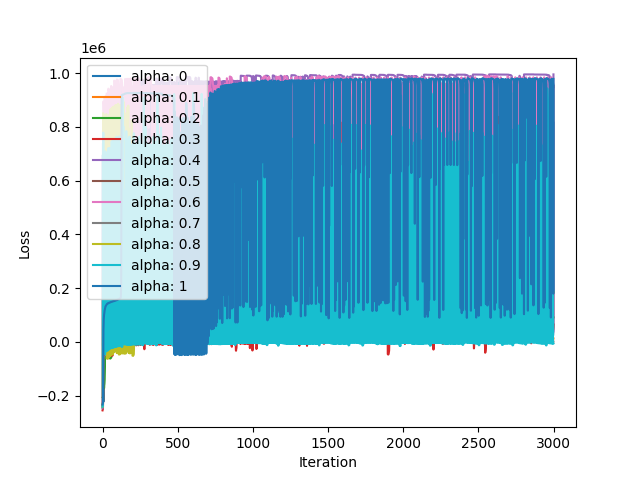 1e6
1.0
0.8
0.6
0.4
0.2
0.0
−0.2
Loss
alpha: 0
alpha: 0.1
alpha: 0.2
alpha: 0.3
alpha: 0.4
alpha: 0.5
alpha: 0.6
alpha: 0.7
alpha: 0.8
alpha: 0.9
alpha: 1
0 500 1000 1500 2000 2500 3000
Iteration